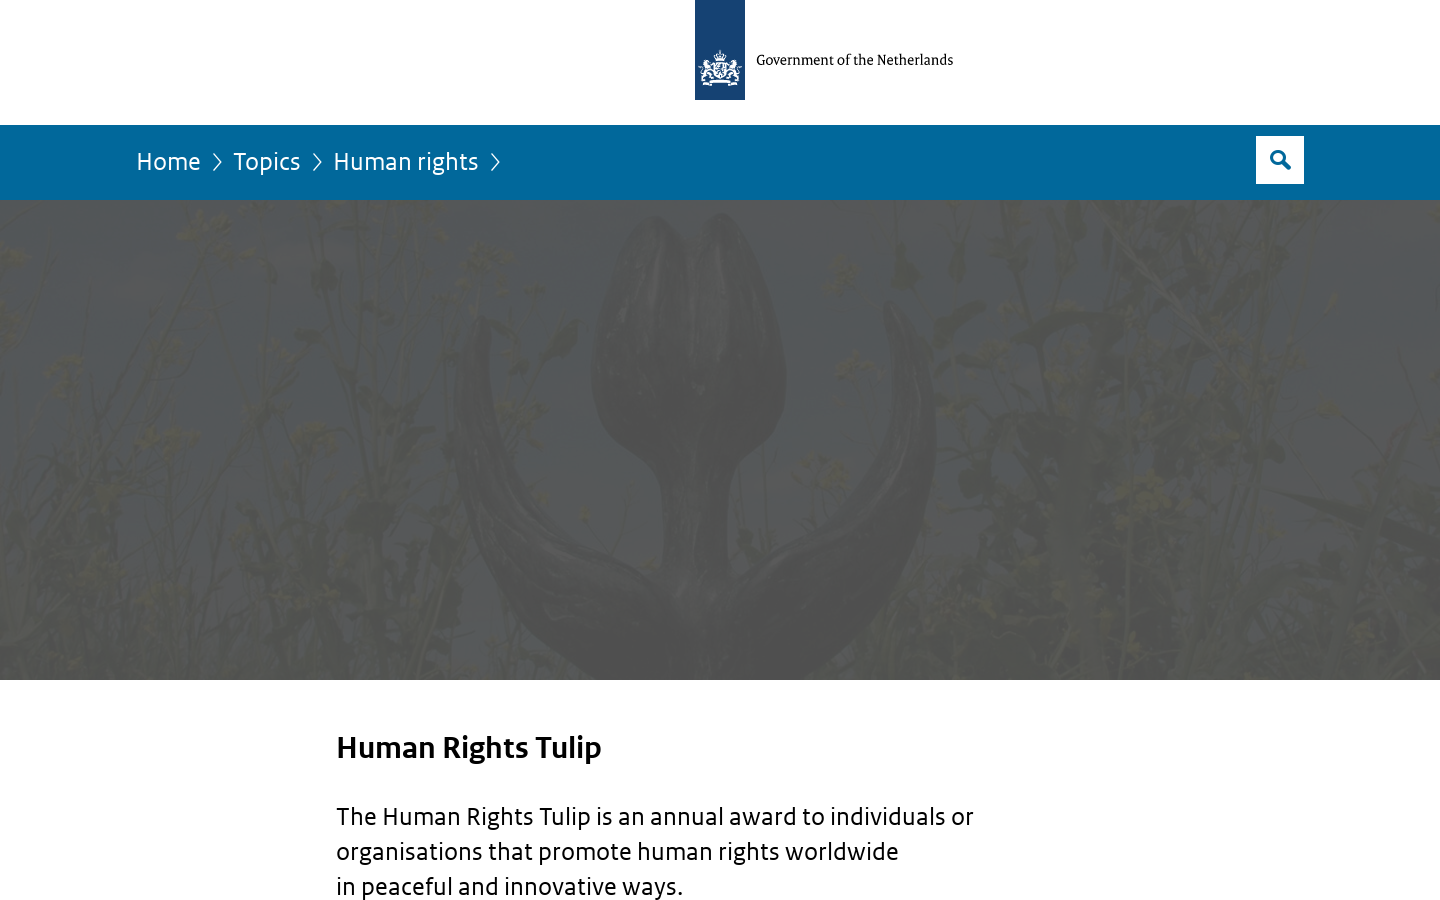 Government of the Netherlands
Home
Topics
Human rights
Human Rights Tulip
The Human Rights Tulip is an annual award to individuals or
organisations that promote human rights worldwide
in peaceful and innovative ways.